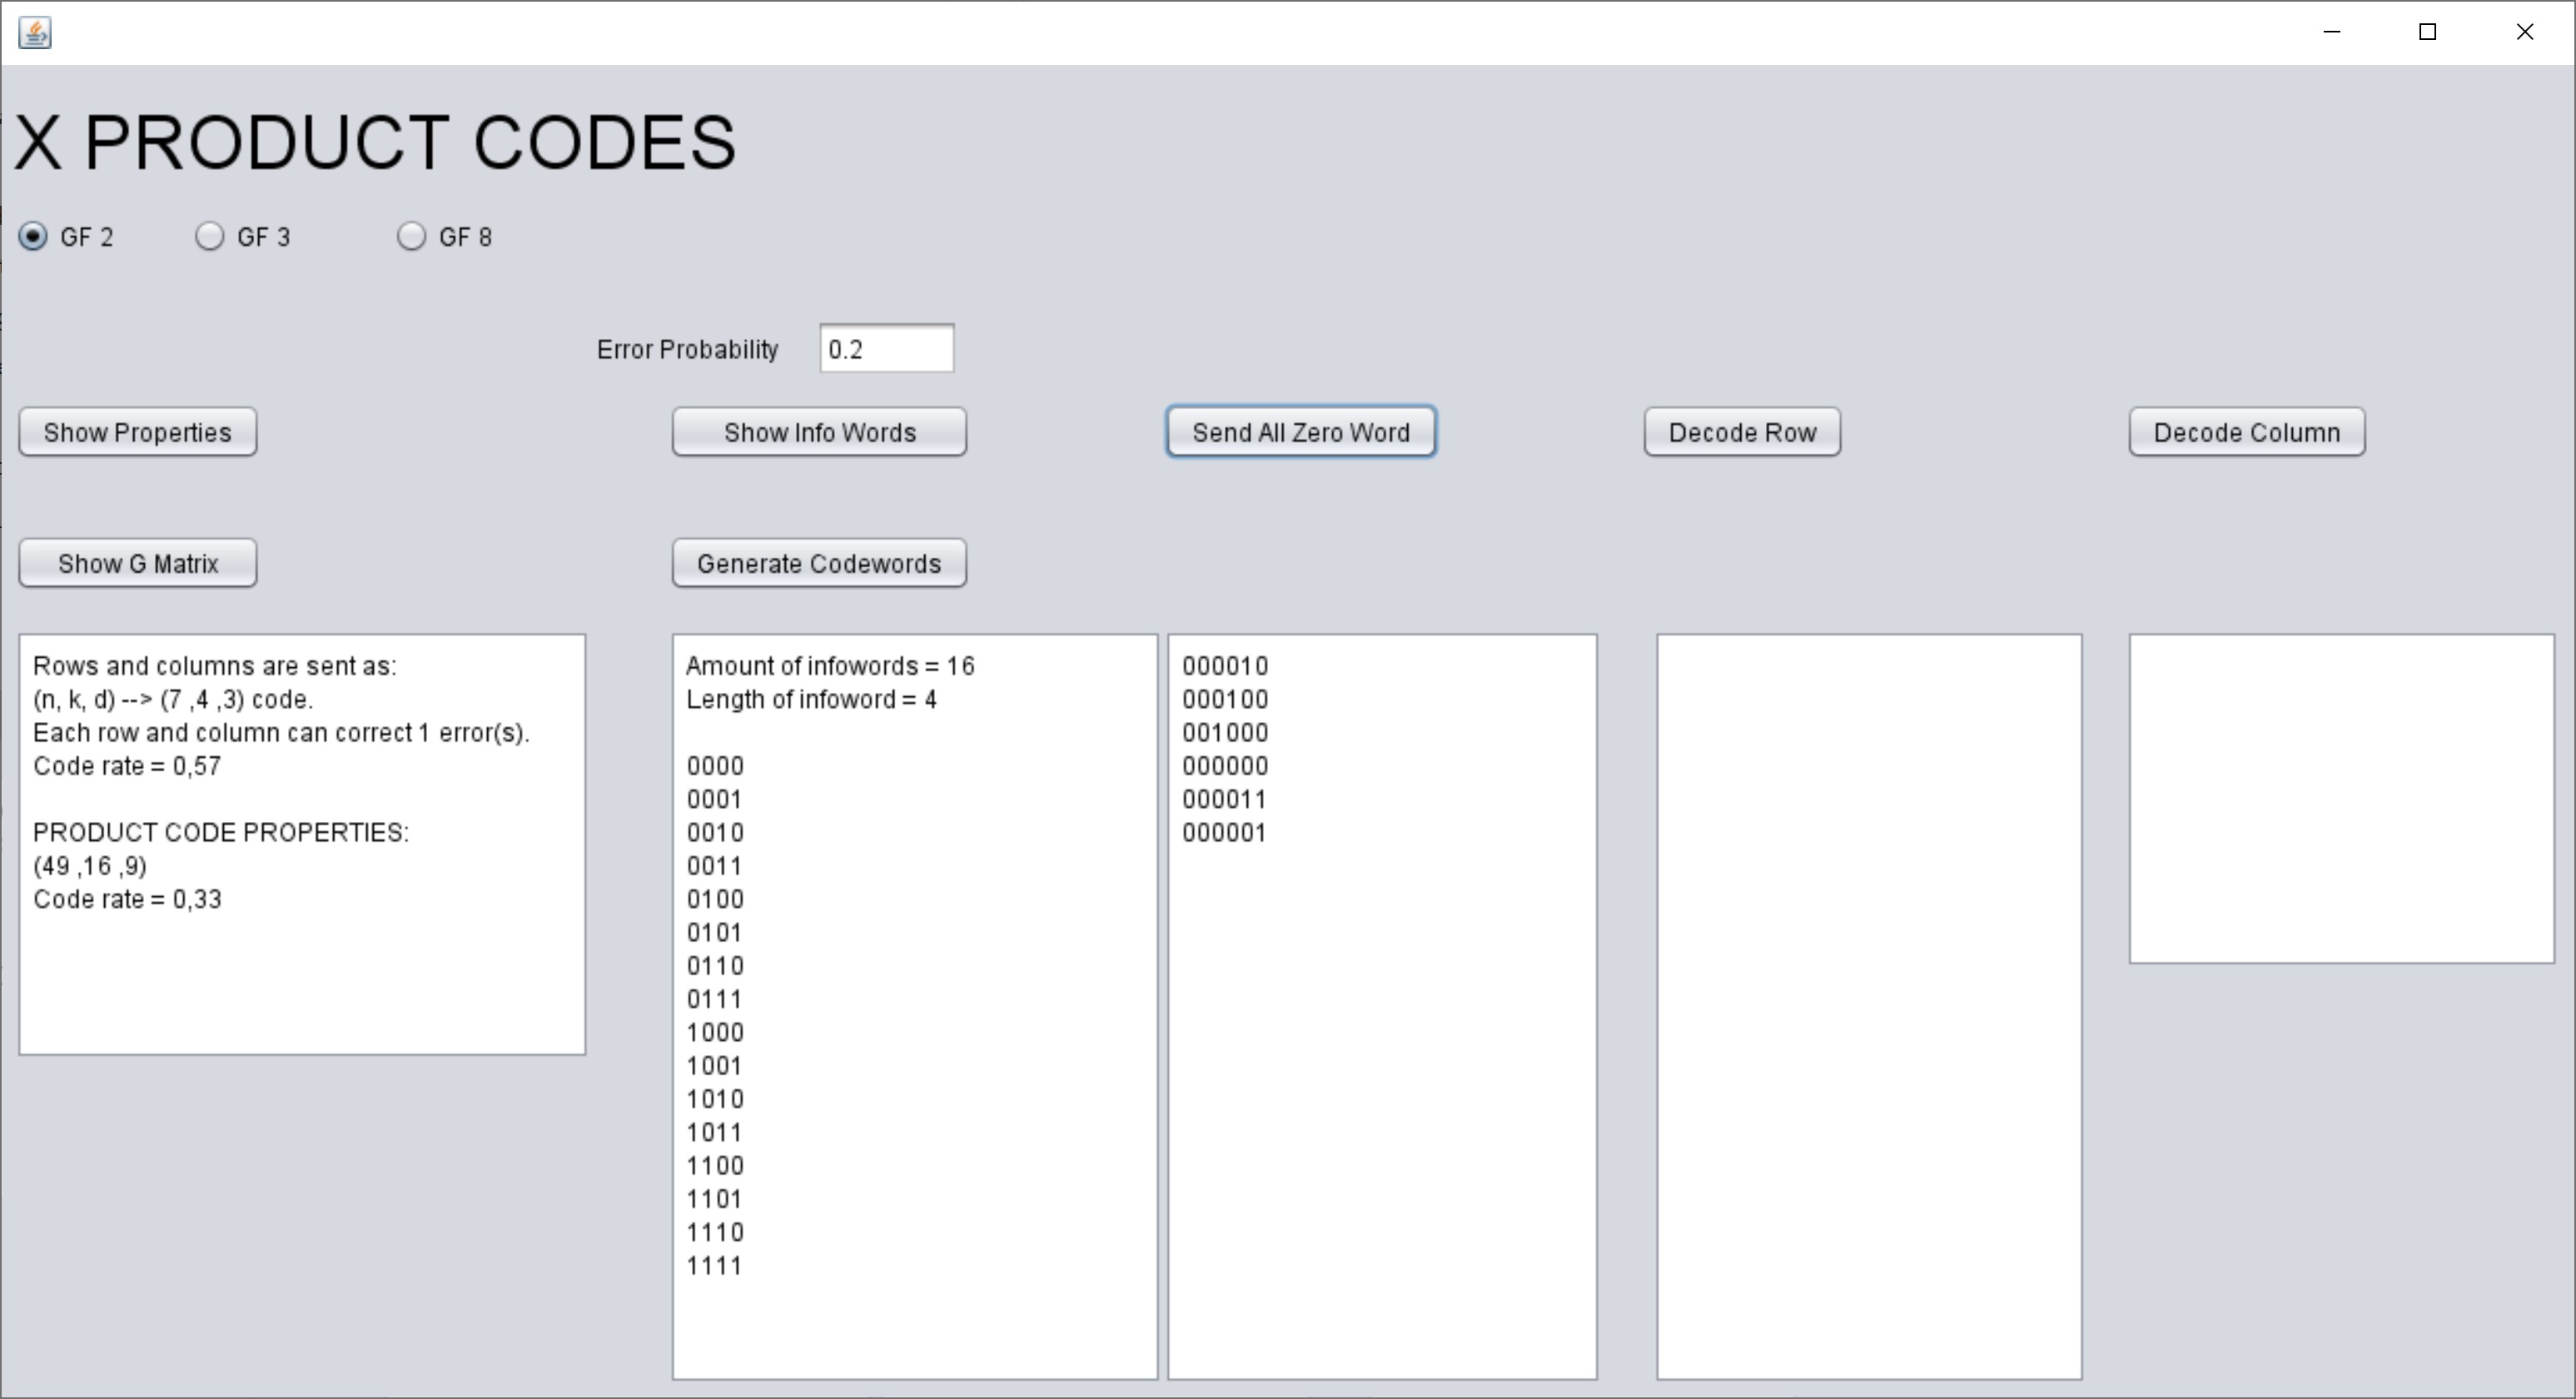 X PRODUCT CODES
GF 2
GF 3
GF 8
Error Probability
0.2
Show Properties
Show Info Words
Send All Zero Word
Decode Row
Decode Column
Show G Matrix
Generate Codewords
Rows and columns are sent as:
(n, k, d) --> (7 ,4 ,3) code.
Each row and column can correct 1 error(s).
Code rate = 0,57
PRODUCT CODE PROPERTIES:
(49 ,16 ,9)
Code rate = 0,33
Amount of infowords = 16
Length of infoword = 4
0000
0001
0010
0011
0100
0101
0110
0111
1000
1001
1010
1011
1100
1101
1110
1111
000010
000100
001000
000000
000011
000001